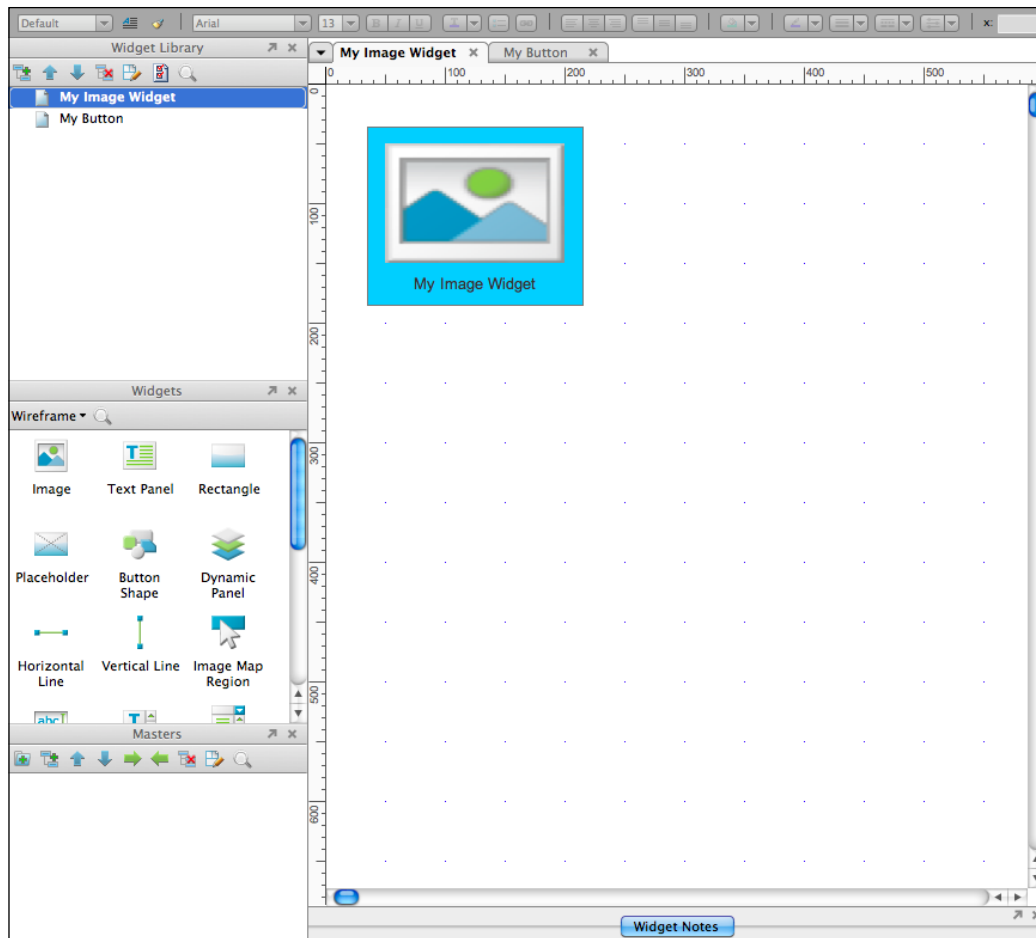 Default Arial 13 B I U x:
Widget Library
My Image Widget
My Button
My Image Widget My Button
0 100 200 300 400 500
0
100
200
300
400
500
600
My Image Widget
Widgets
Wireframe
Image Text Panel Rectangle
Placeholder Button Shape Dynamic Panel
Horizontal Line Vertical Line Image Map Region
abc T
Masters
Widget Notes